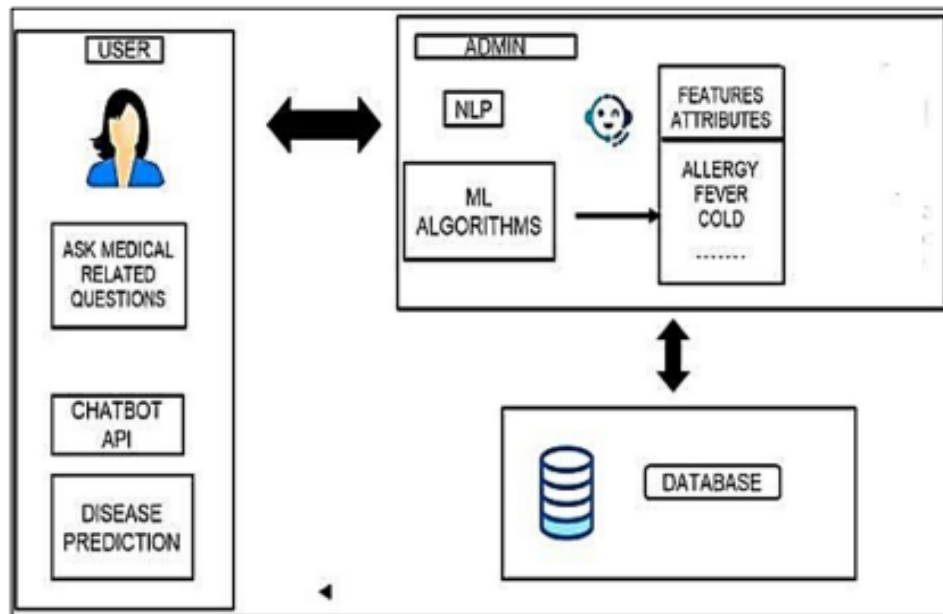 USER
ASK MEDICAL
RELATED
QUESTIONS
CHATBOT
API
DISEASE
PREDICTION
ADMIN
NLP
ML
ALGORITHMS
FEATURES
ATTRIBUTES
ALLERGY
FEVER
COLD
.......
DATABASE